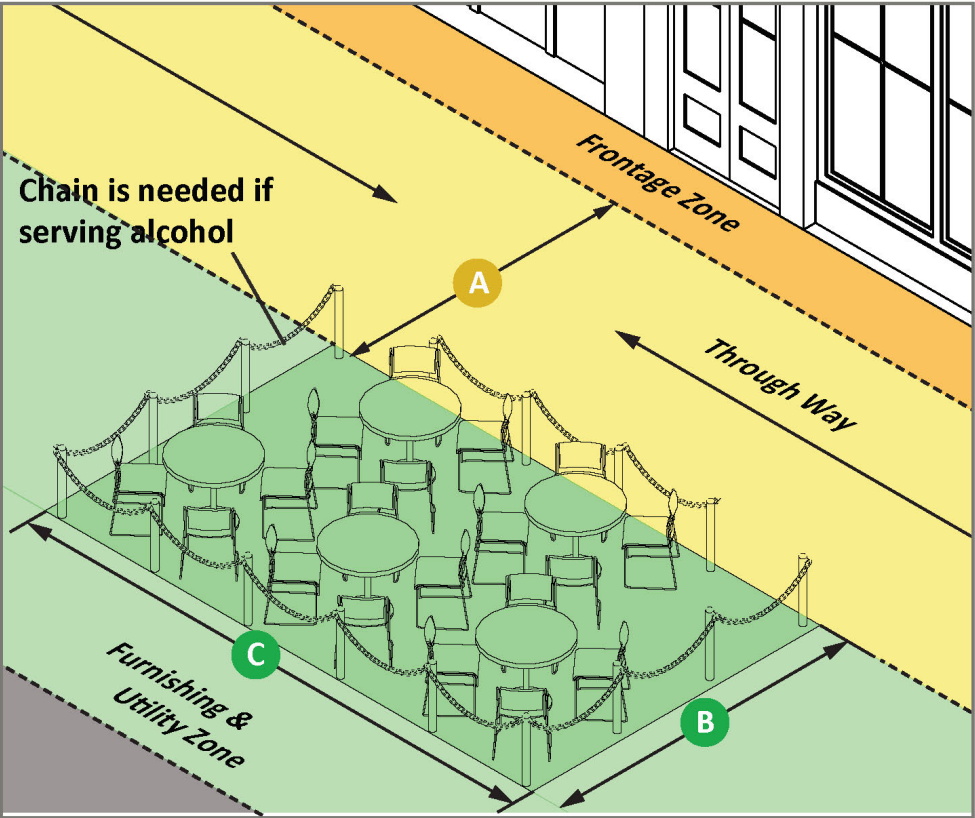 Chain is needed if
serving alcohol
Frontage Zone
A
Through Way
C
B
Furnishing &
Utility Zone